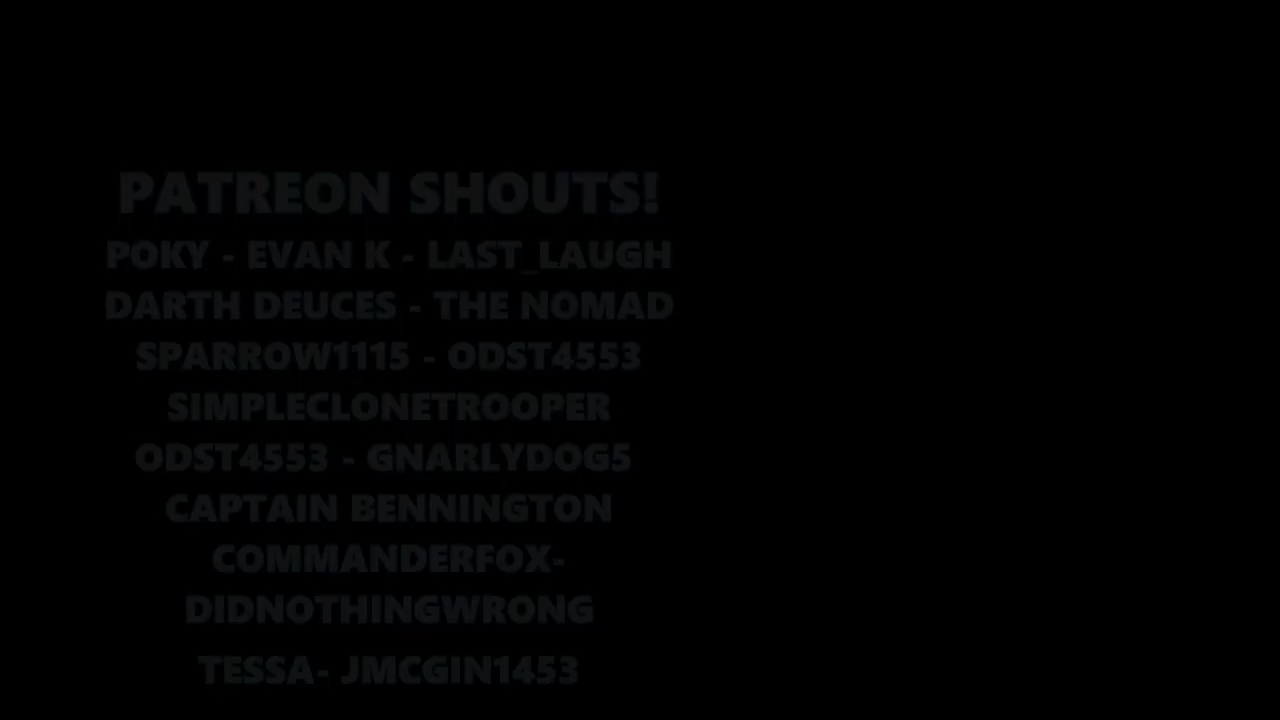 PATREON SHOUTS!
POKY - EVAN K - LAST_LAUGH
DARTH DEUCES - THE NOMAD
SPARROW1115 - ODST4553
SIMPLECLONETROOPER
ODST4553 - GNARLYDOG5
CAPTAIN BENNINGTON
COMMANDERFOX-
DIDNOTHINGWRONG
TESSA- JMCGIN1453